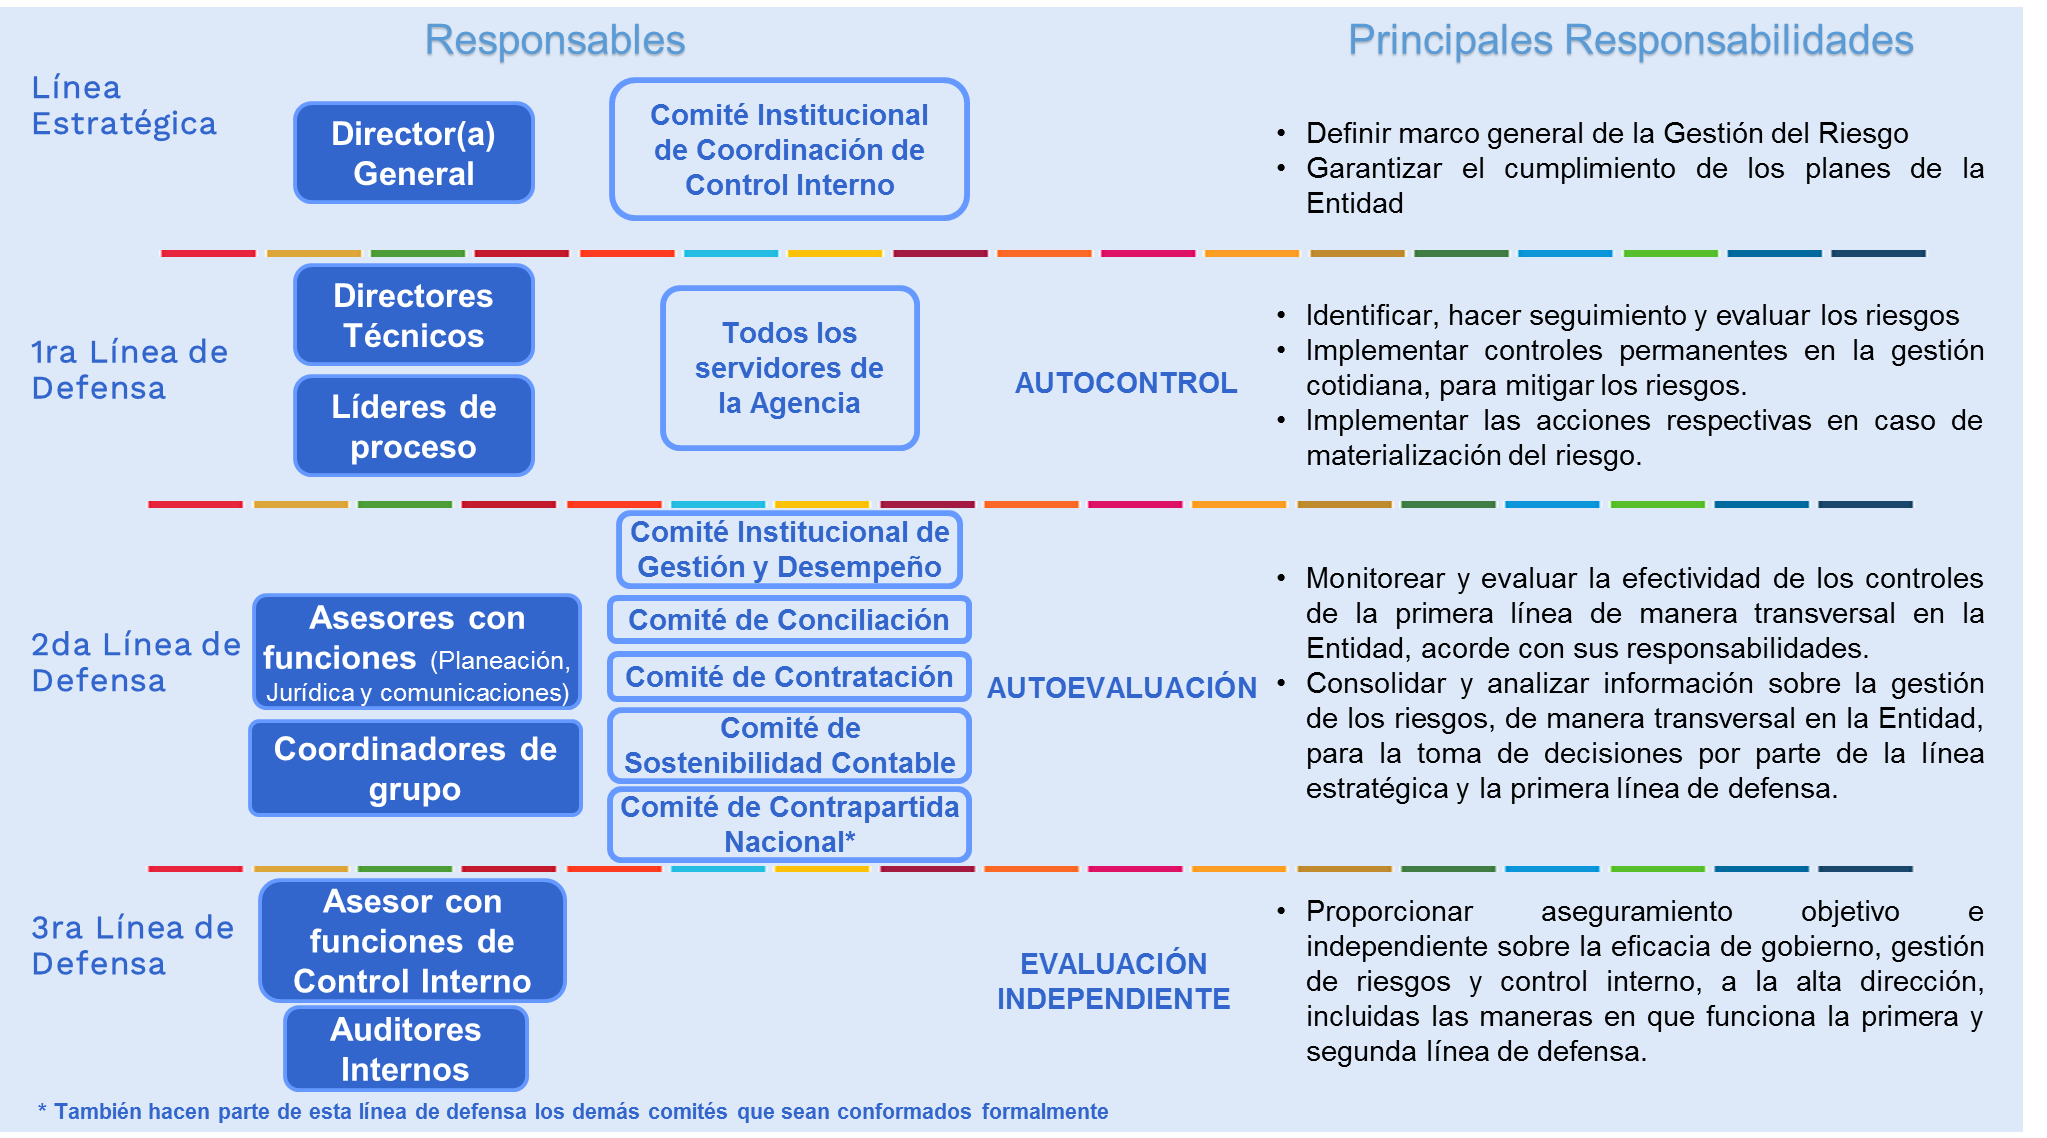 Responsables
Principales Responsabilidades
Línea
Estratégica
Director(a)
General
Comité Institucional
de Coordinación de
Control Interno
• Definir marco general de la Gestión del Riesgo
• Garantizar el cumplimiento de los planes de la
Entidad
1ra Línea de
Defensa
Directores
Técnicos
Líderes de
proceso
Todos los
servidores de
la Agencia
AUTOCONTROL
• Identificar, hacer seguimiento y evaluar los riesgos
• Implementar controles permanentes en la gestión
cotidiana, para mitigar los riesgos.
• Implementar las acciones respectivas en caso de
materialización del riesgo.
2da Línea de
Defensa
Asesores con
funciones (Planeación,
Jurídica y comunicaciones)
Coordinadores de
grupo
Comité Institucional de
Gestión y Desempeño
Comité de Conciliación
Comité de Contratación
Comité de
Sostenibilidad Contable
Comité de Contrapartida
Nacional*
AUTOEVALUACIÓN
• Monitorear y evaluar la efectividad de los controles
de la primera línea de manera transversal en la
Entidad, acorde con sus responsabilidades.
• Consolidar y analizar información sobre la gestión
de los riesgos, de manera transversal en la Entidad,
para la toma de decisiones por parte de la línea
estratégica y la primera línea de defensa.
3ra Línea de
Defensa
Asesor con
funciones de
Control Interno
Auditores
Internos
EVALUACIÓN
INDEPENDIENTE
• Proporcionar aseguramiento objetivo e
independiente sobre la eficacia de gobierno, gestión
de riesgos y control interno, a la alta dirección,
incluidas las maneras en que funciona la primera y
segunda línea de defensa.
* También hacen parte de esta línea de defensa los demás comités que sean conformados formalmente